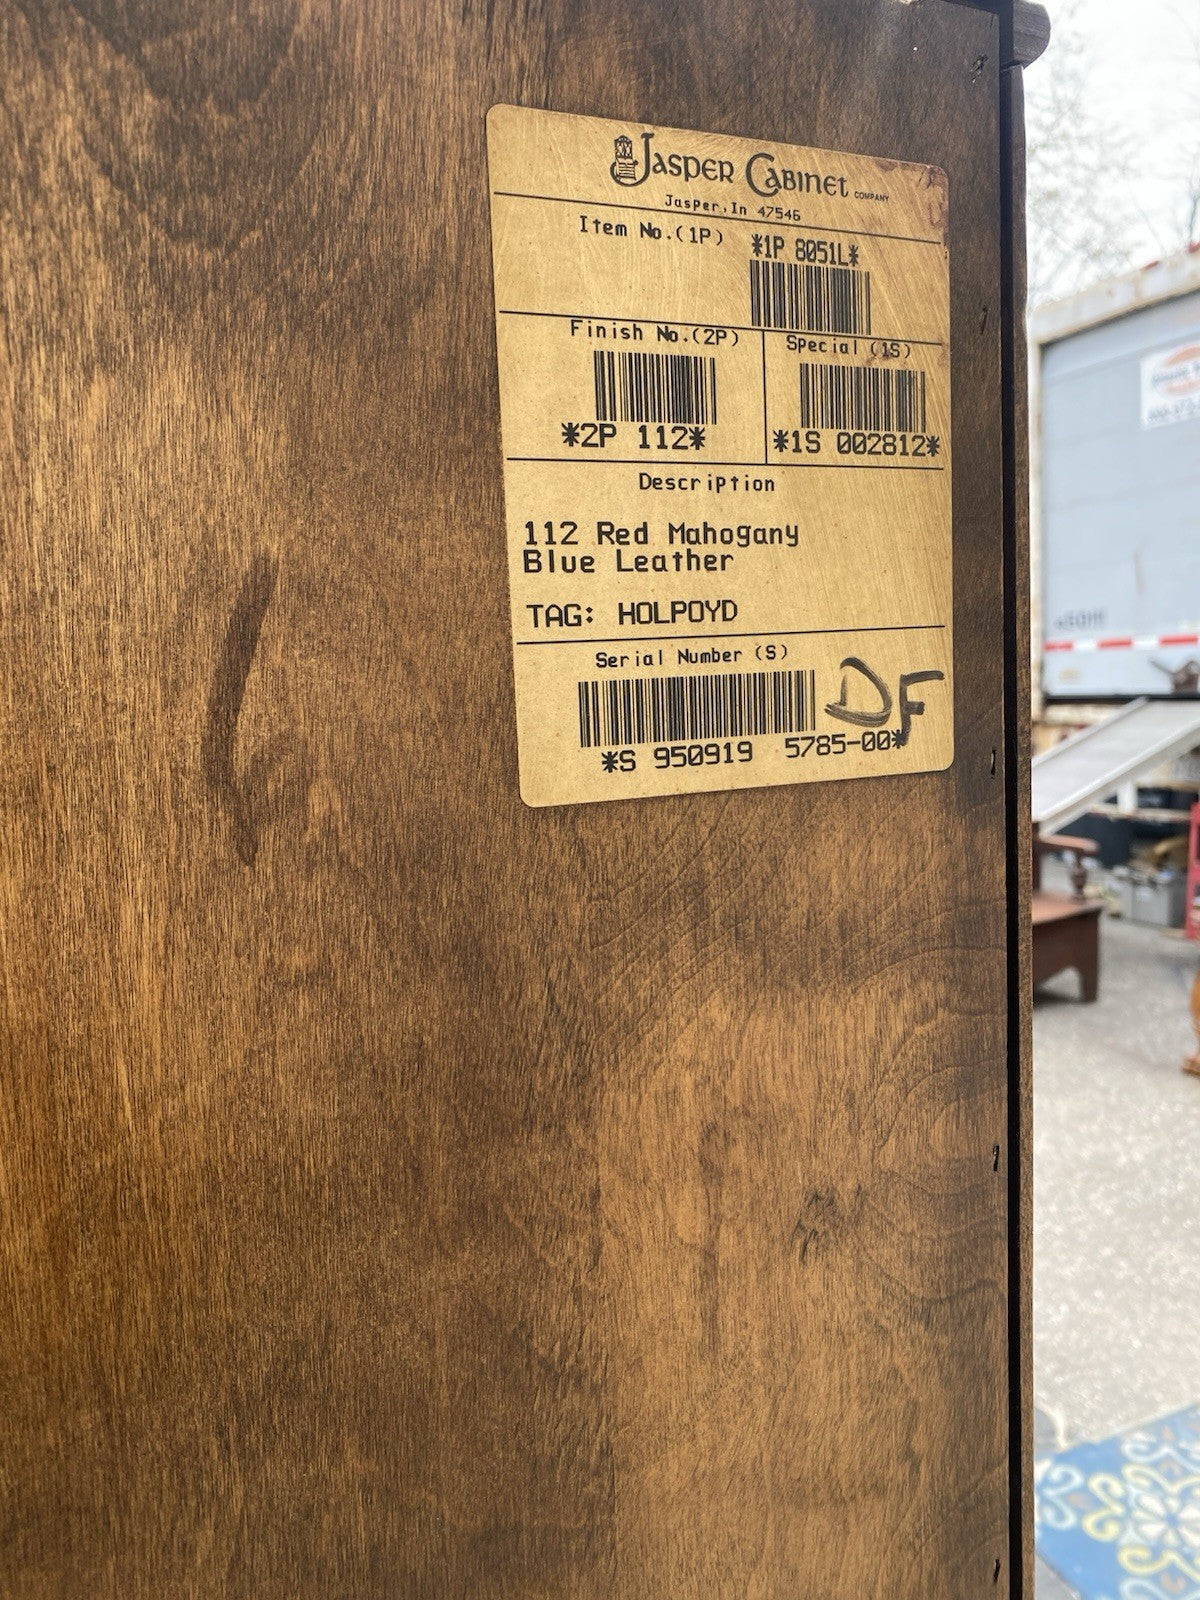 Jasper Cabinet COMPANY
Jasper,In 47546
Item No.(1P)
*1P 8051L*
Finish No.(2P)
Special (1S)
*2P 112*
*1S 002812*
Description
112 Red Mahogany
Blue Leather
TAG: HOLPOYD
Serial Number (S)
DF
*S 950919 5785-00*